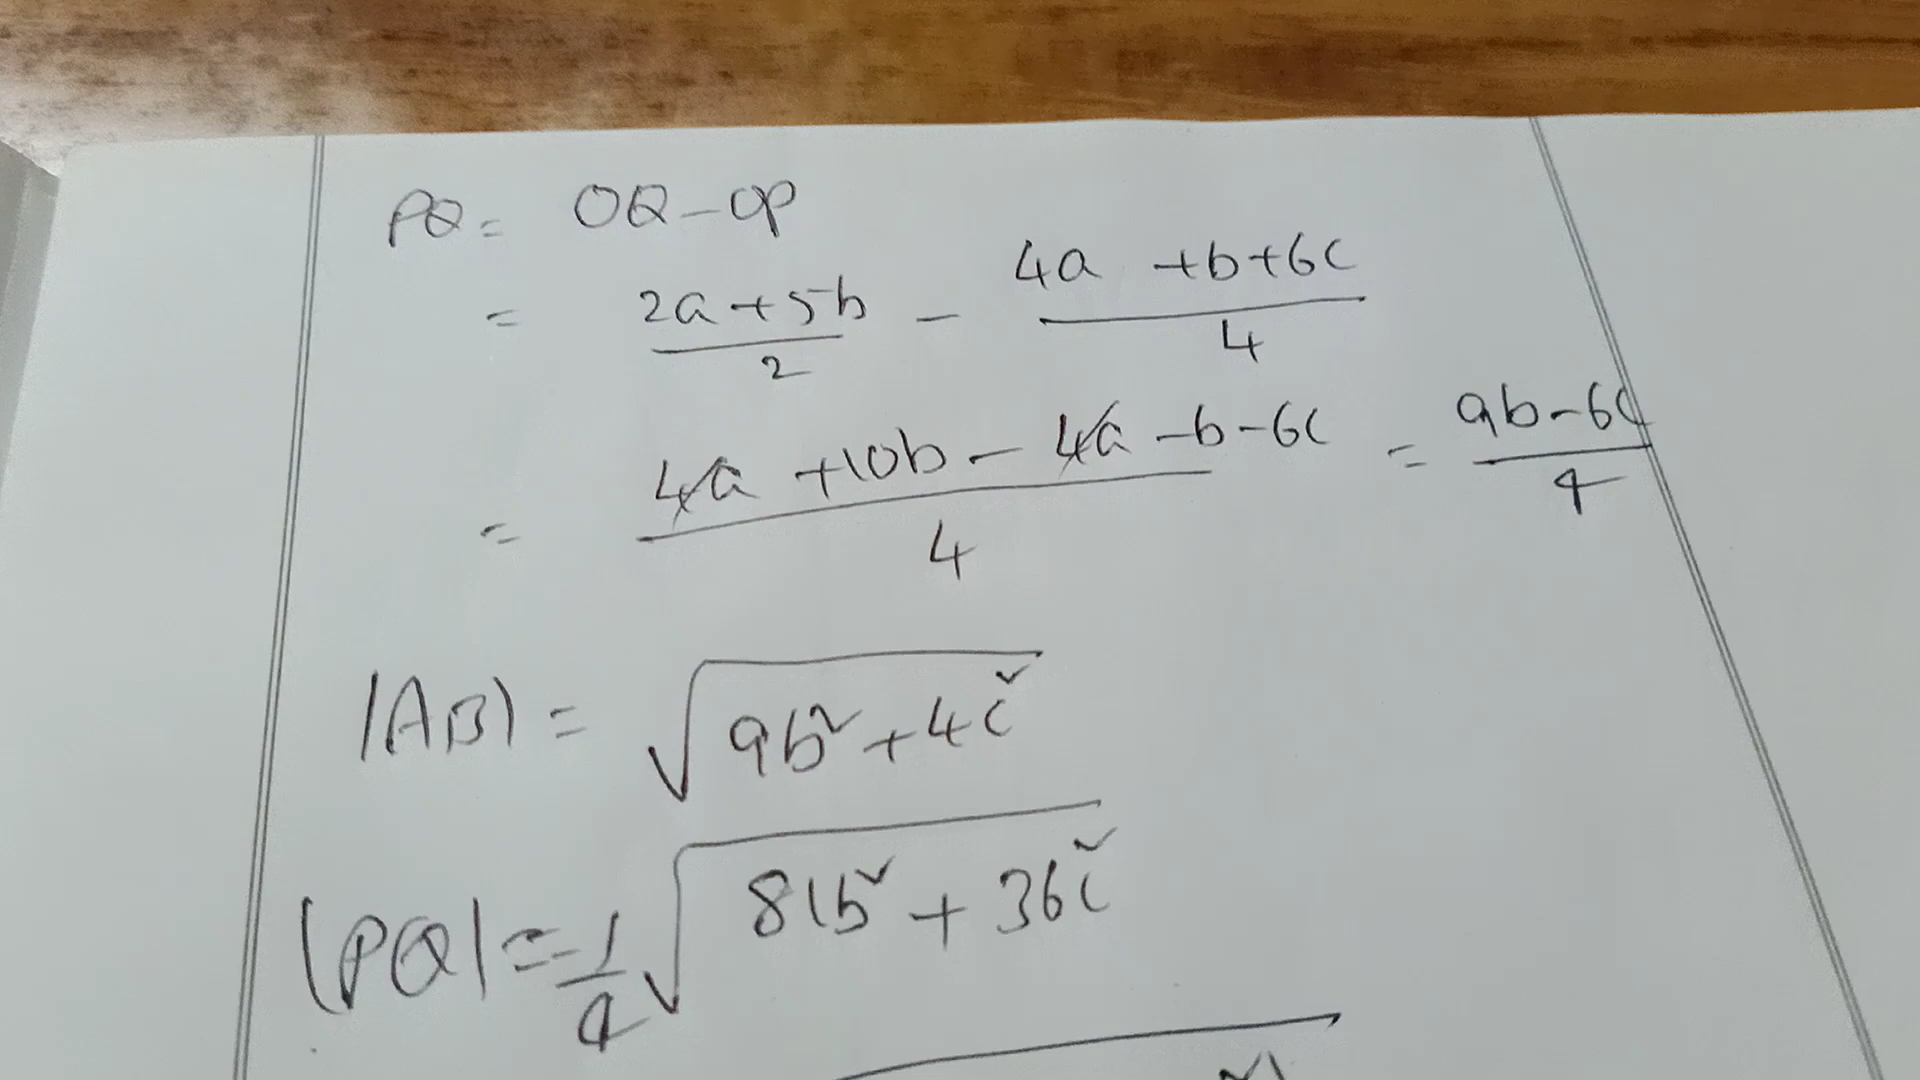 PQ = OQ - OP
= 2a+5b/2 - 4a +b+6c/4
= 4a +10b - 4a -b-6c/4 = 9b-6c/4
|AB| = √9b²+4c²
|PQ| = 1/4 √81b² + 36c²